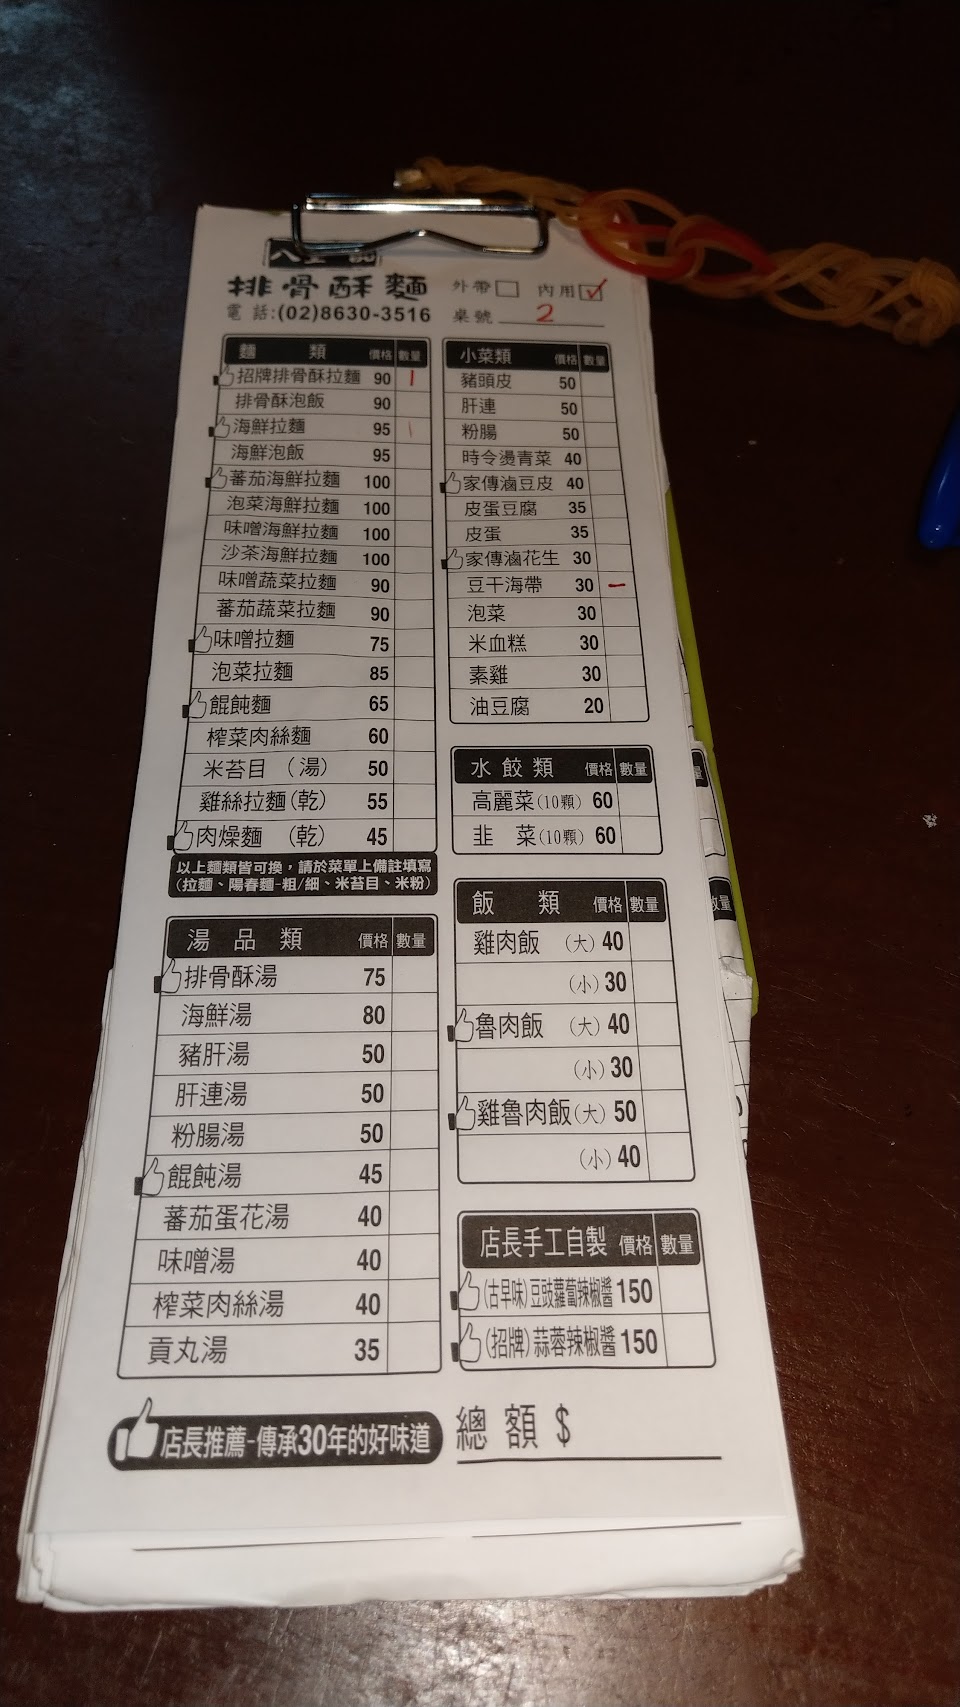 排骨酥麵
外帶 內用 ✓
電話:(02)8630-3516
桌號 2
麵 類 價格 數量
招牌排骨酥拉麵 90 1
排骨酥泡飯 90
海鮮拉麵 95
海鮮泡飯 95
蕃茄海鮮拉麵 100
泡菜海鮮拉麵 100
味噌海鮮拉麵 100
沙茶海鮮拉麵 100
味噌蔬菜拉麵 90
蕃茄蔬菜拉麵 90
味噌拉麵 75
泡菜拉麵 85
餛飩麵 65
榨菜肉絲麵 60
米苔目 (湯) 50
雞絲拉麵(乾) 55
肉燥麵 (乾) 45
以上麵類皆可換,請於菜單上備註填寫
(拉麵、陽春麵-粗/細、米苔目、米粉)
湯 品 類 價格 數量
排骨酥湯 75
海鮮湯 80
豬肝湯 50
肝連湯 50
粉腸湯 50
餛飩湯 45
蕃茄蛋花湯 40
味噌湯 40
榨菜肉絲湯 40
貢丸湯 35
店長推薦-傳承30年的好味道
小菜類 價格 數量
豬頭皮 50
肝連 50
粉腸 50
時令燙青菜 40
家傳滷豆皮 40
皮蛋豆腐 35
皮蛋 35
家傳滷花生 30
豆干海帶 30 一
泡菜 30
米血糕 30
素雞 30
油豆腐 20
水 餃 類 價格 數量
高麗菜(10顆) 60
韭 菜(10顆) 60
飯 類 價格 數量
雞肉飯 (大) 40
(小) 30
魯肉飯 (大) 40
(小) 30
雞魯肉飯(大) 50
(小) 40
店長手工自製 價格 數量
(古早味)豆豉蘿蔔辣椒醬 150
(招牌)蒜蓉辣椒醬 150
總 額 $